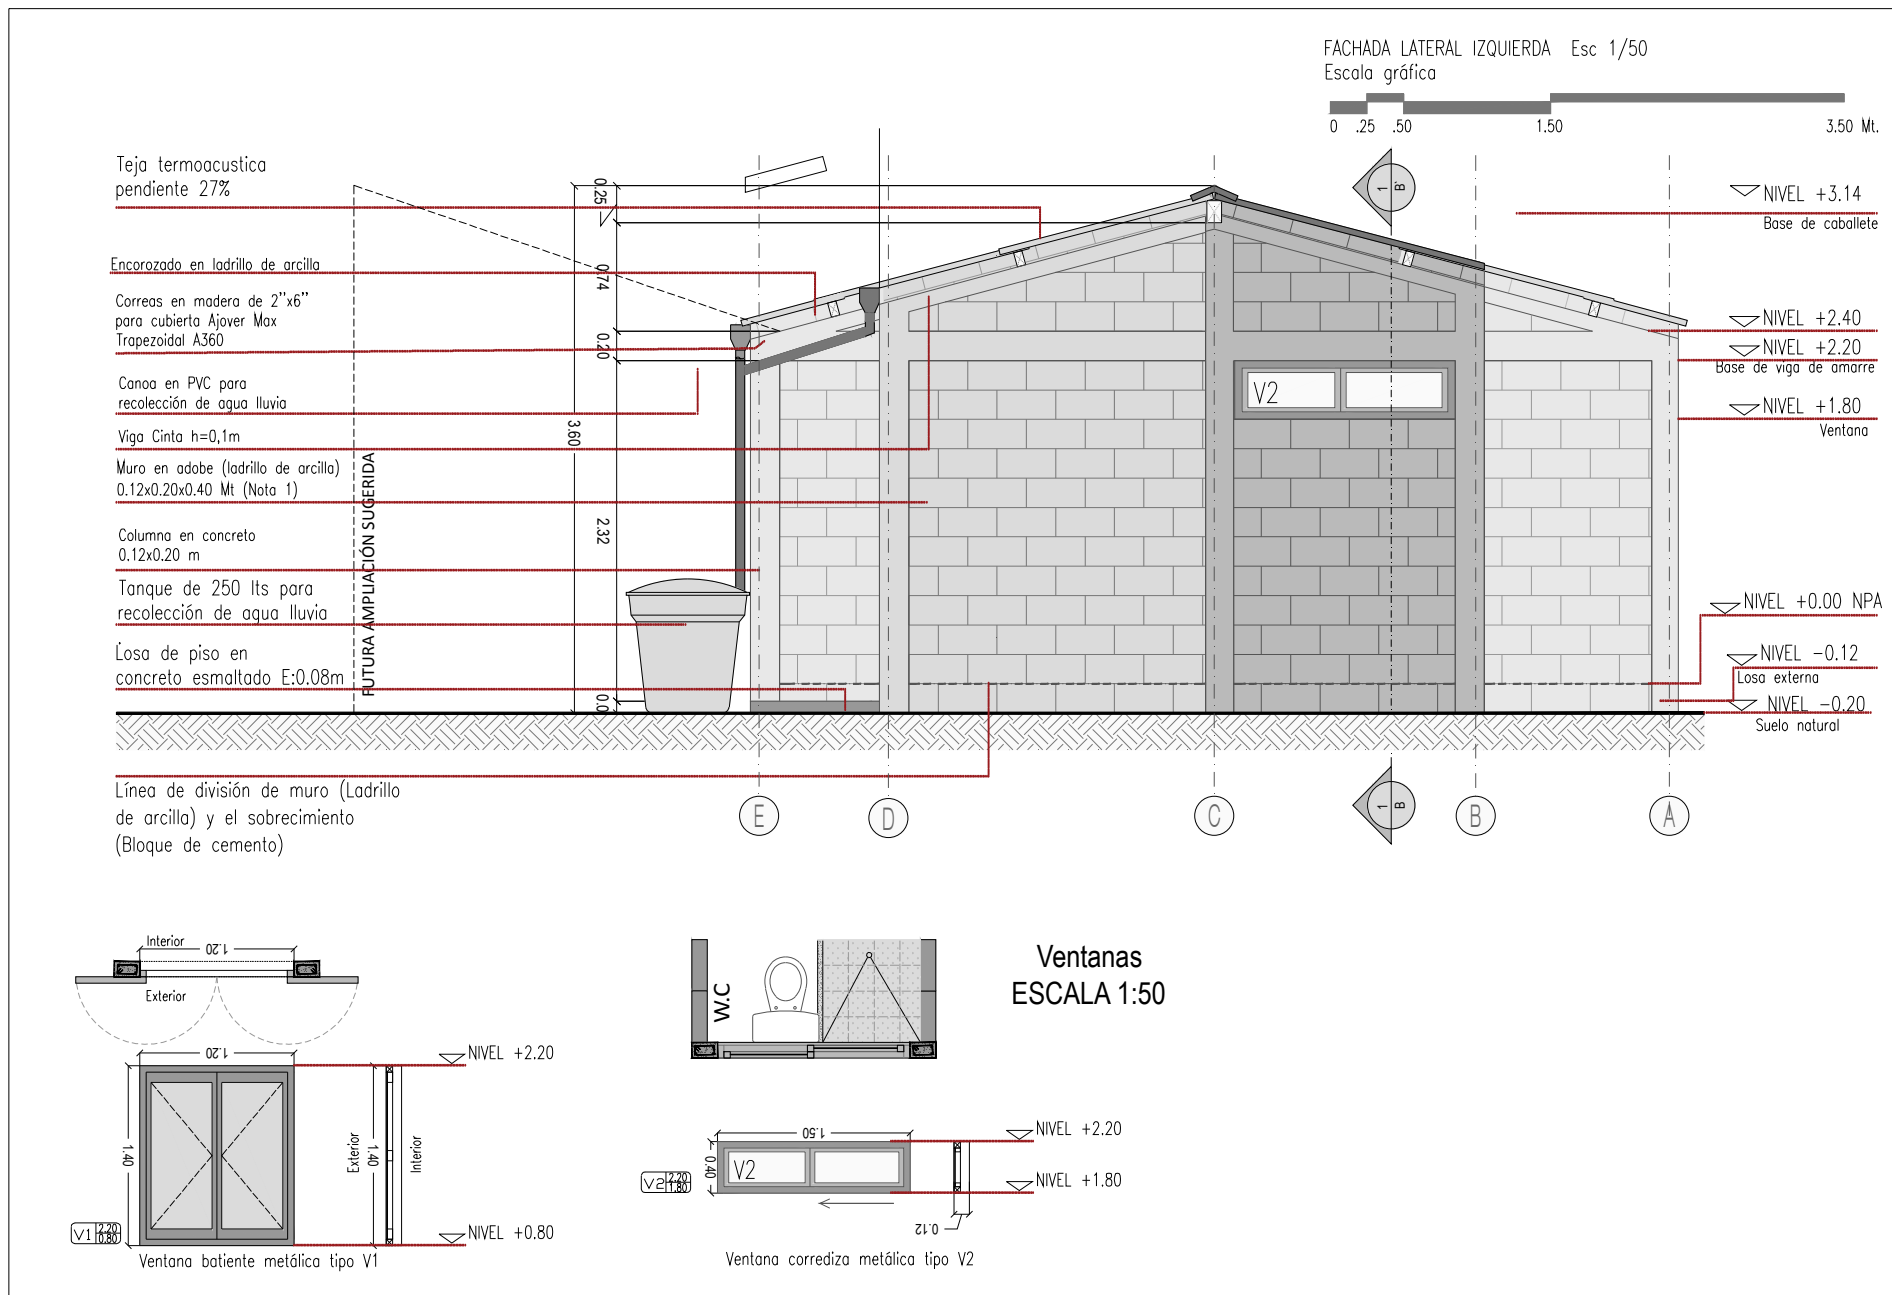 FACHADA LATERAL IZQUIERDA Esc 1/50
Escala gráfica
0 .25 .50 1.50 3.50 Mt.
Teja termoacustica
pendiente 27%
Encorozado en ladrillo de arcilla
Correas en madera de 2''x6''
para cubierta Ajover Max
Trapezoidal A360
Canoa en PVC para
recolección de agua lluvia
Viga Cinta h=0,1m
Muro en adobe (ladrillo de arcilla)
0.12x0.20x0.40 Mt (Nota 1)
Columna en concreto
0.12x0.20 m
Tanque de 250 lts para
recolección de agua lluvia
Losa de piso en
concreto esmaltado E:0.08m
Línea de división de muro (Ladrillo
de arcilla) y el sobrecimiento
(Bloque de cemento)
FUTURA AMPLIACIÓN SUGERIDA
3.60
0.25
0.74
0.20
2.32
0.0
V2
1 B'
1 B
NIVEL +3.14
Base de caballete
NIVEL +2.40
NIVEL +2.20
Base de viga de amarre
NIVEL +1.80
Ventana
NIVEL +0.00 NPA
NIVEL -0.12
Losa externa
NIVEL -0.20
Suelo natural
E
D
C
B
A
Interior
1.20
Exterior
1.20
1.40
V1 2.20 0.80
Exterior
1.40
Interior
NIVEL +2.20
NIVEL +0.80
Ventana batiente metálica tipo V1
W.C
Ventanas
ESCALA 1:50
1.50
0.40
V2
V2 2.20 1.80
NIVEL +2.20
NIVEL +1.80
0.12
Ventana corrediza metálica tipo V2